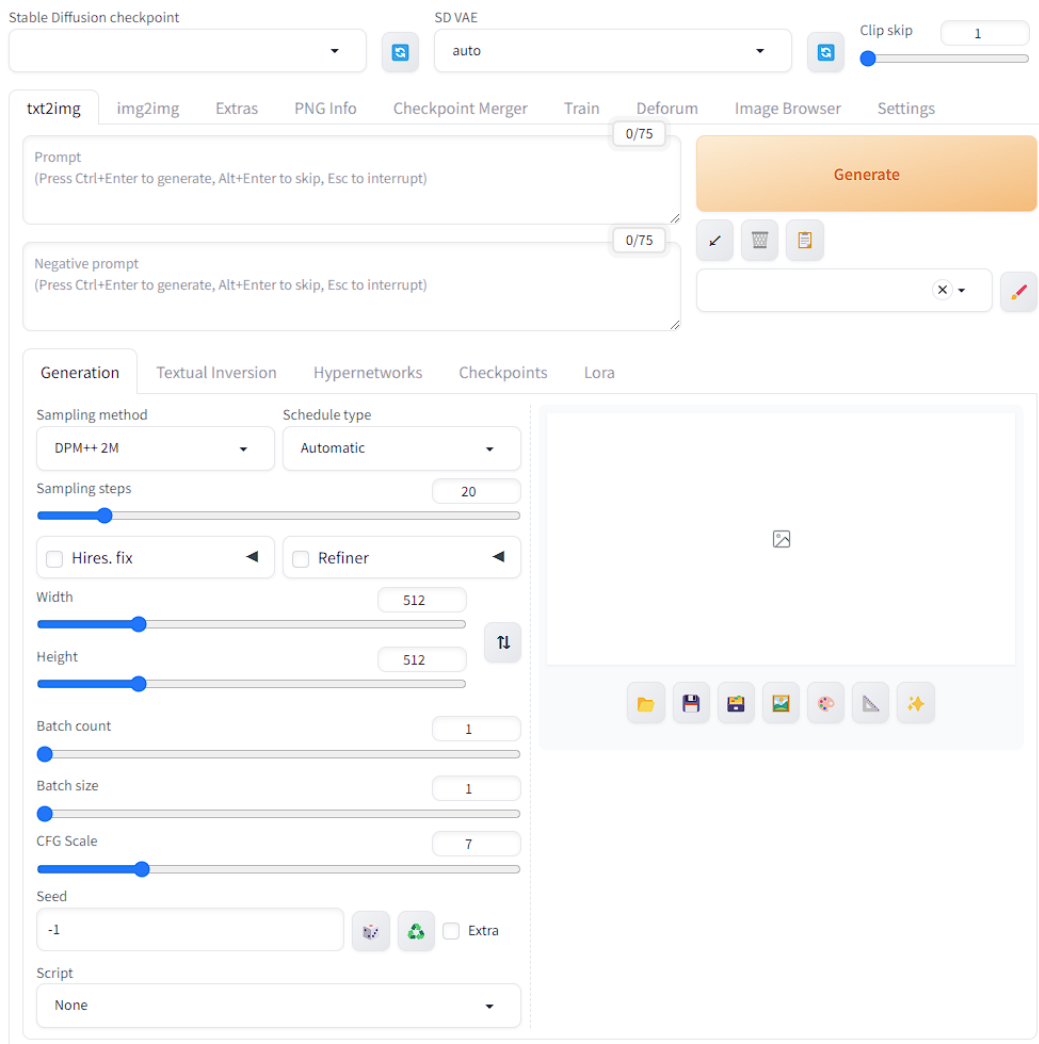 Stable Diffusion checkpoint
SD VAE
auto
Clip skip
1
txt2img
img2img
Extras
PNG Info
Checkpoint Merger
Train
Deforum
Image Browser
Settings
0/75
Prompt
(Press Ctrl+Enter to generate, Alt+Enter to skip, Esc to interrupt)
Generate
0/75
Negative prompt
(Press Ctrl+Enter to generate, Alt+Enter to skip, Esc to interrupt)
Generation
Textual Inversion
Hypernetworks
Checkpoints
Lora
Sampling method
Schedule type
DPM++ 2M
Automatic
Sampling steps
20
Hires. fix
Refiner
Width
512
Height
512
Batch count
1
Batch size
1
CFG Scale
7
Seed
-1
Extra
Script
None